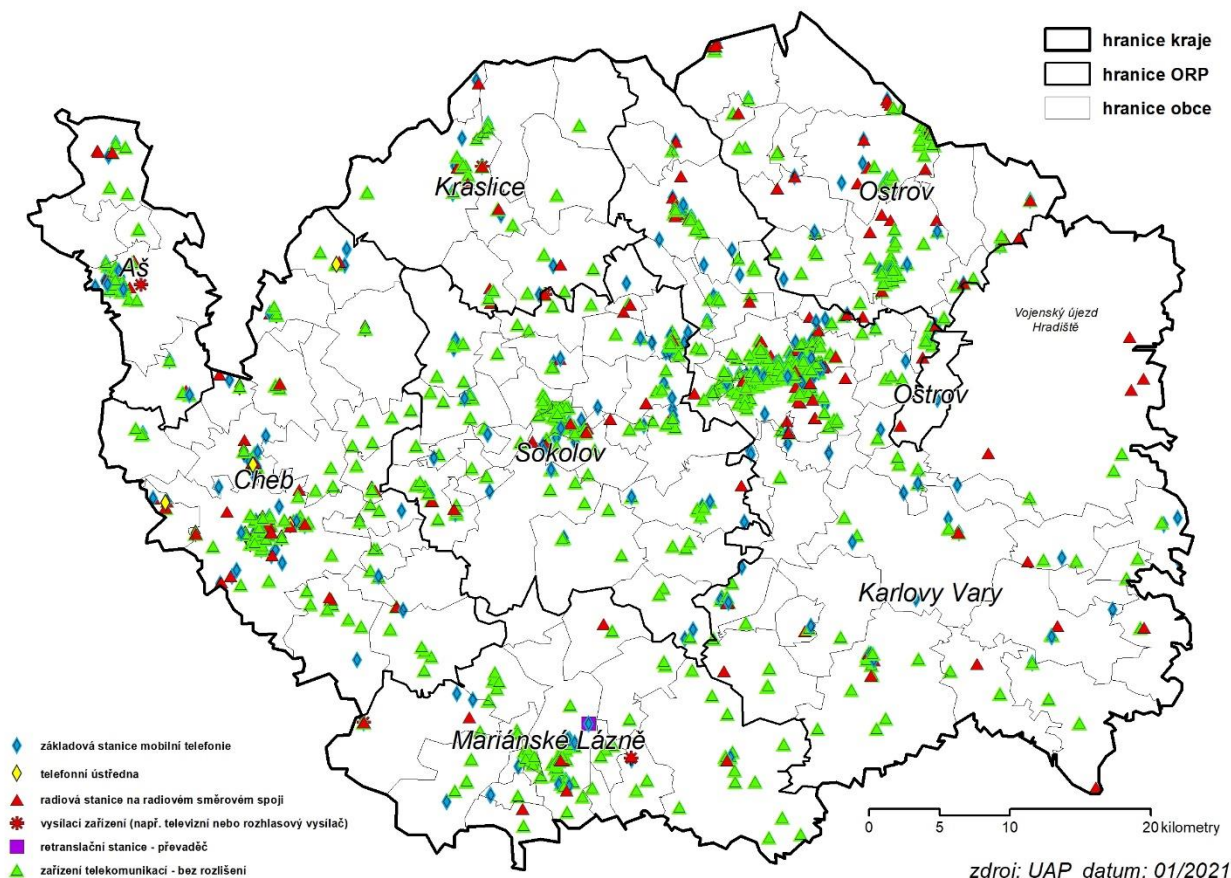 hranice kraje
hranice ORP
hranice obce
Kraslice
Ostrov
Aš
Vojenský újezd
Hradiště
Ostrov
Sokolov
Cheb
Karlovy Vary
Mariánské Lázně
základová stanice mobilní telefonie
telefonní ústředna
radiová stanice na radiovém směrovém spoji
vysílací zařízení (např. televizní nebo rozhlasový vysílač)
retranslační stanice - převaděč
zařízení telekomunikací - bez rozlišení
0 5 10 20 kilometry
zdroj: UAP datum: 01/2021